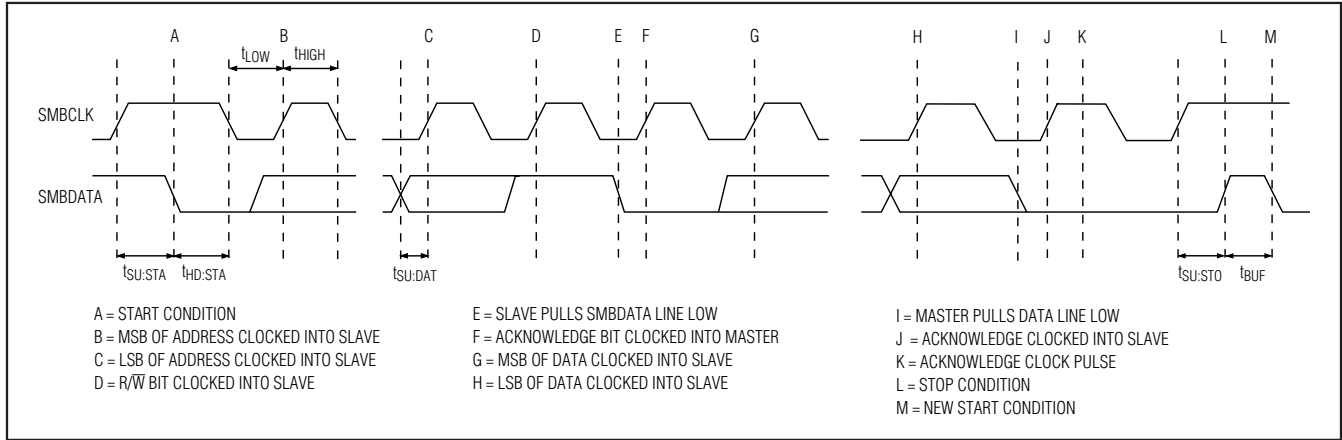 A B C D E F G H I J K L M
tLOW tHIGH
SMBCLK
SMBDATA
tSU:STA tHD:STA tSU:DAT tSU:STO tBUF
A = START CONDITION
B = MSB OF ADDRESS CLOCKED INTO SLAVE
C = LSB OF ADDRESS CLOCKED INTO SLAVE
D = R/W̅ BIT CLOCKED INTO SLAVE
E = SLAVE PULLS SMBDATA LINE LOW
F = ACKNOWLEDGE BIT CLOCKED INTO MASTER
G = MSB OF DATA CLOCKED INTO SLAVE
H = LSB OF DATA CLOCKED INTO SLAVE
I = MASTER PULLS DATA LINE LOW
J = ACKNOWLEDGE CLOCKED INTO SLAVE
K = ACKNOWLEDGE CLOCK PULSE
L = STOP CONDITION
M = NEW START CONDITION